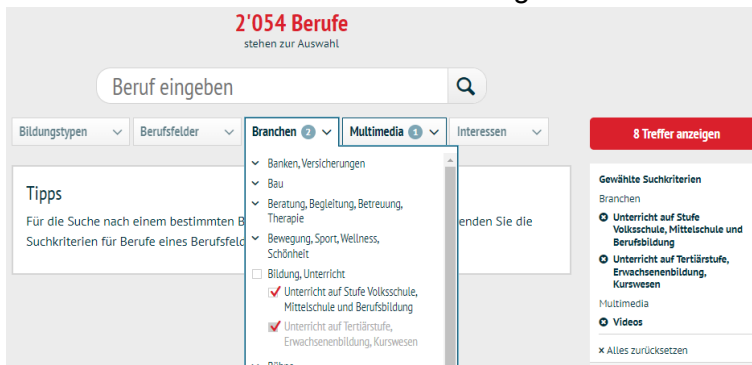 2'054 Berufe
stehen zur Auswahl
Beruf eingeben
Bildungstypen
Berufsfelder
Branchen 2
Multimedia 1
Interessen
8 Treffer anzeigen
Tipps
Für die Suche nach einem bestimmten B
enden Sie die
Suchkriterien für Berufe eines Berufsfeld
Banken, Versicherungen
Bau
Beratung, Begleitung, Betreuung,
Therapie
Bewegung, Sport, Wellness,
Schönheit
Bildung, Unterricht
Unterricht auf Stufe Volksschule,
Mittelschule und Berufsbildung
Unterricht auf Tertiärstufe,
Erwachsenenbildung, Kurswesen
Gewählte Suchkriterien
Branchen
Unterricht auf Stufe
Volksschule, Mittelschule und
Berufsbildung
Unterricht auf Tertiärstufe,
Erwachsenenbildung,
Kurswesen
Multimedia
Videos
× Alles zurücksetzen